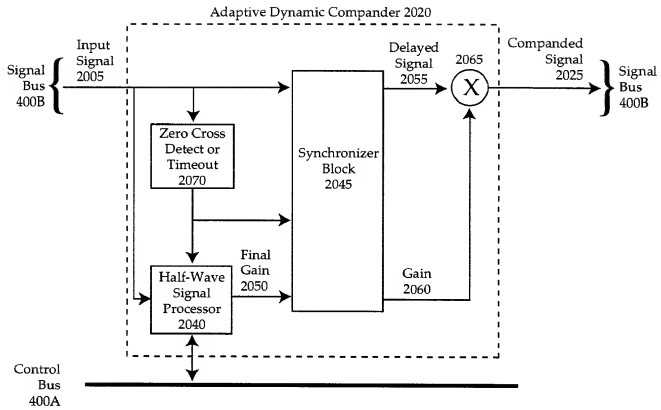 Adaptive Dynamic Compander 2020
Input
Signal
2005
Signal
Bus
400B
Delayed
Signal
2055
2065
X
Companded
Signal
2025
Signal
Bus
400B
Zero Cross
Detect or
Timeout
2070
Synchronizer
Block
2045
Half-Wave
Signal
Processor
2040
Final
Gain
2050
Gain
2060
Control
Bus
400A